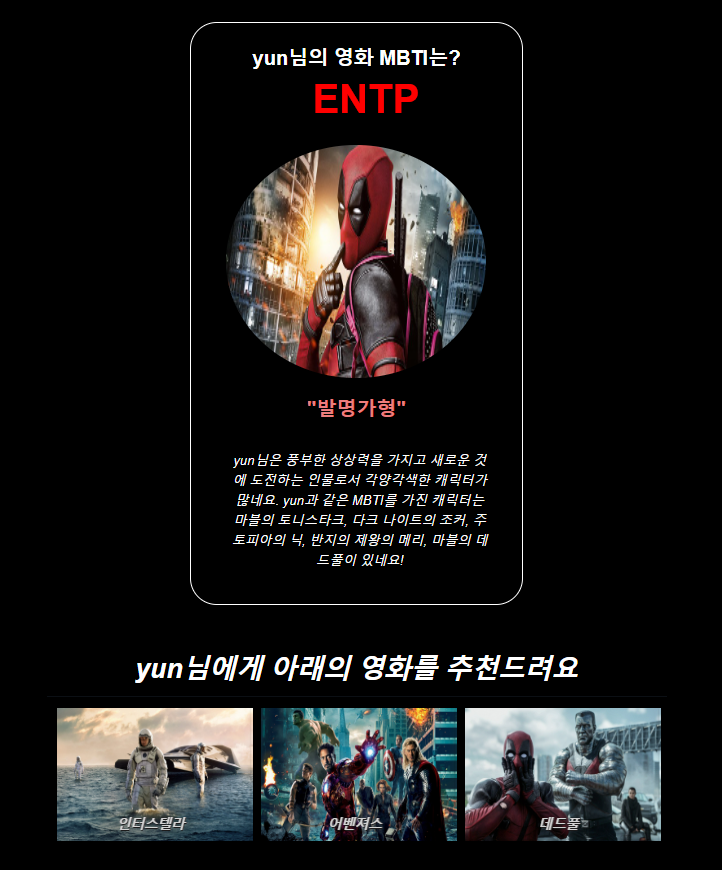 yun님의 영화 MBTI는?
ENTP
"발명가형"
yun님은 풍부한 상상력을 가지고 새로운 것
에 도전하는 인물로서 각양각색한 캐릭터가
많네요. yun과 같은 MBTI를 가진 캐릭터는
마블의 토니스타크, 다크 나이트의 조커, 주
토피아의 닉, 반지의 제왕의 메리, 마블의 데
드풀이 있네요!
yun님에게 아래의 영화를 추천드려요
인터스텔라
어벤져스
데드풀